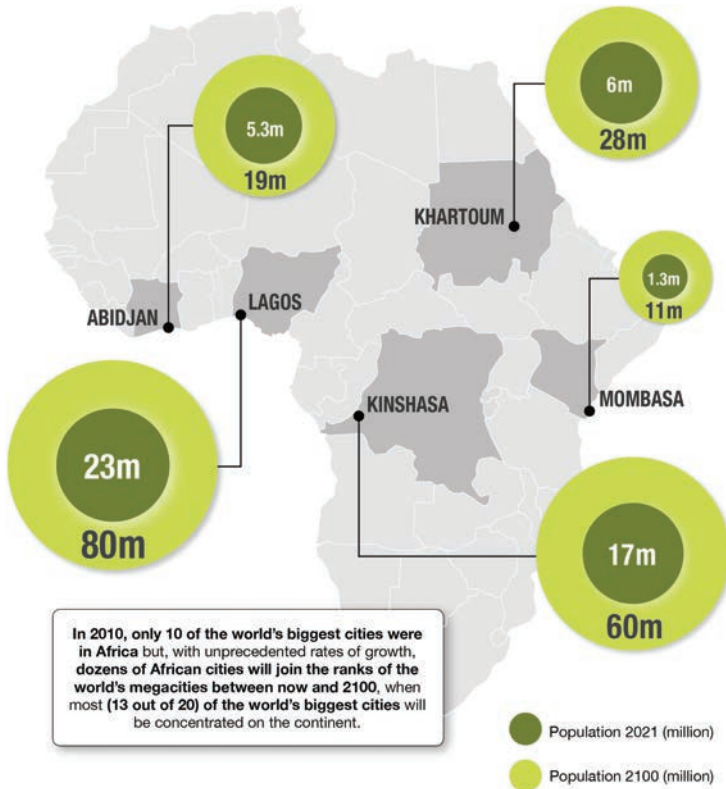 6m
28m
5.3m
19m
KHARTOUM
1.3m
11m
ABIDJAN
LAGOS
MOMBASA
KINSHASA
23m
80m
17m
60m
In 2010, only 10 of the world's biggest cities were
in Africa but, with unprecedented rates of growth,
dozens of African cities will join the ranks of the
world's megacities between now and 2100, when
most (13 out of 20) of the world's biggest cities will
be concentrated on the continent.
Population 2021 (million)
Population 2100 (million)